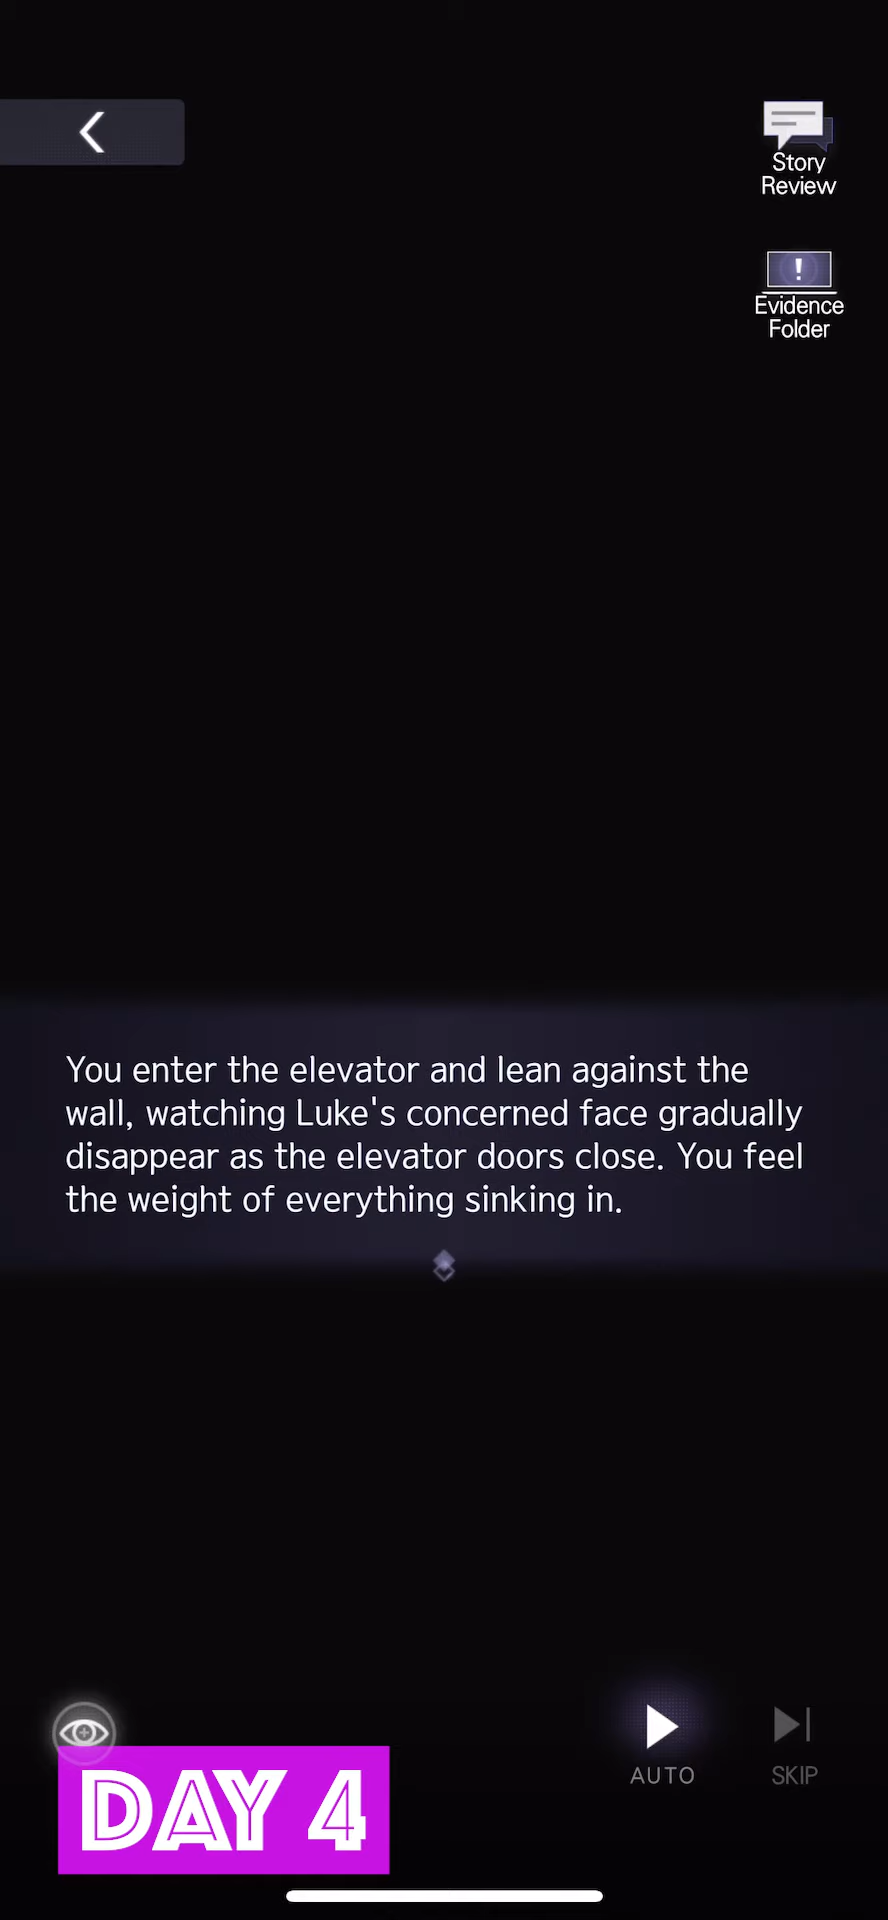 Story
Review
!
Evidence
Folder
You enter the elevator and lean against the
wall, watching Luke's concerned face gradually
disappear as the elevator doors close. You feel
the weight of everything sinking in.
AUTO
SKIP
DAY 4